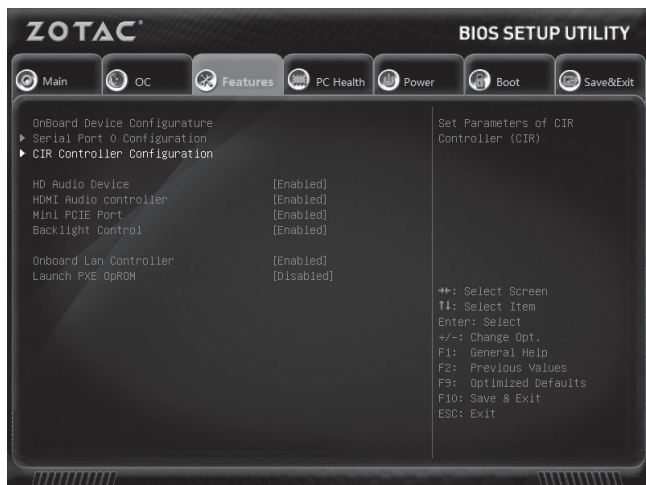 ZOTAC
BIOS SETUP UTILITY
Main OC Features PC Health Power Boot Save&Exit
OnBoard Device Configurature
Serial Port 0 Configuration
CIR Controller Configuration
HD Audio Device [Enabled]
HDMI Audio controller [Enabled]
Mini PCIE Port [Enabled]
Backlight Control [Enabled]
Onboard Lan Controller [Enabled]
Launch PXE OpROM [Disabled]
Set Parameters of CIR
Controller (CIR)
→←: Select Screen
↑↓: Select Item
Enter: Select
+/-: Change Opt.
F1: General Help
F2: Previous Values
F9: Optimized Defaults
F10: Save & Exit
ESC: Exit